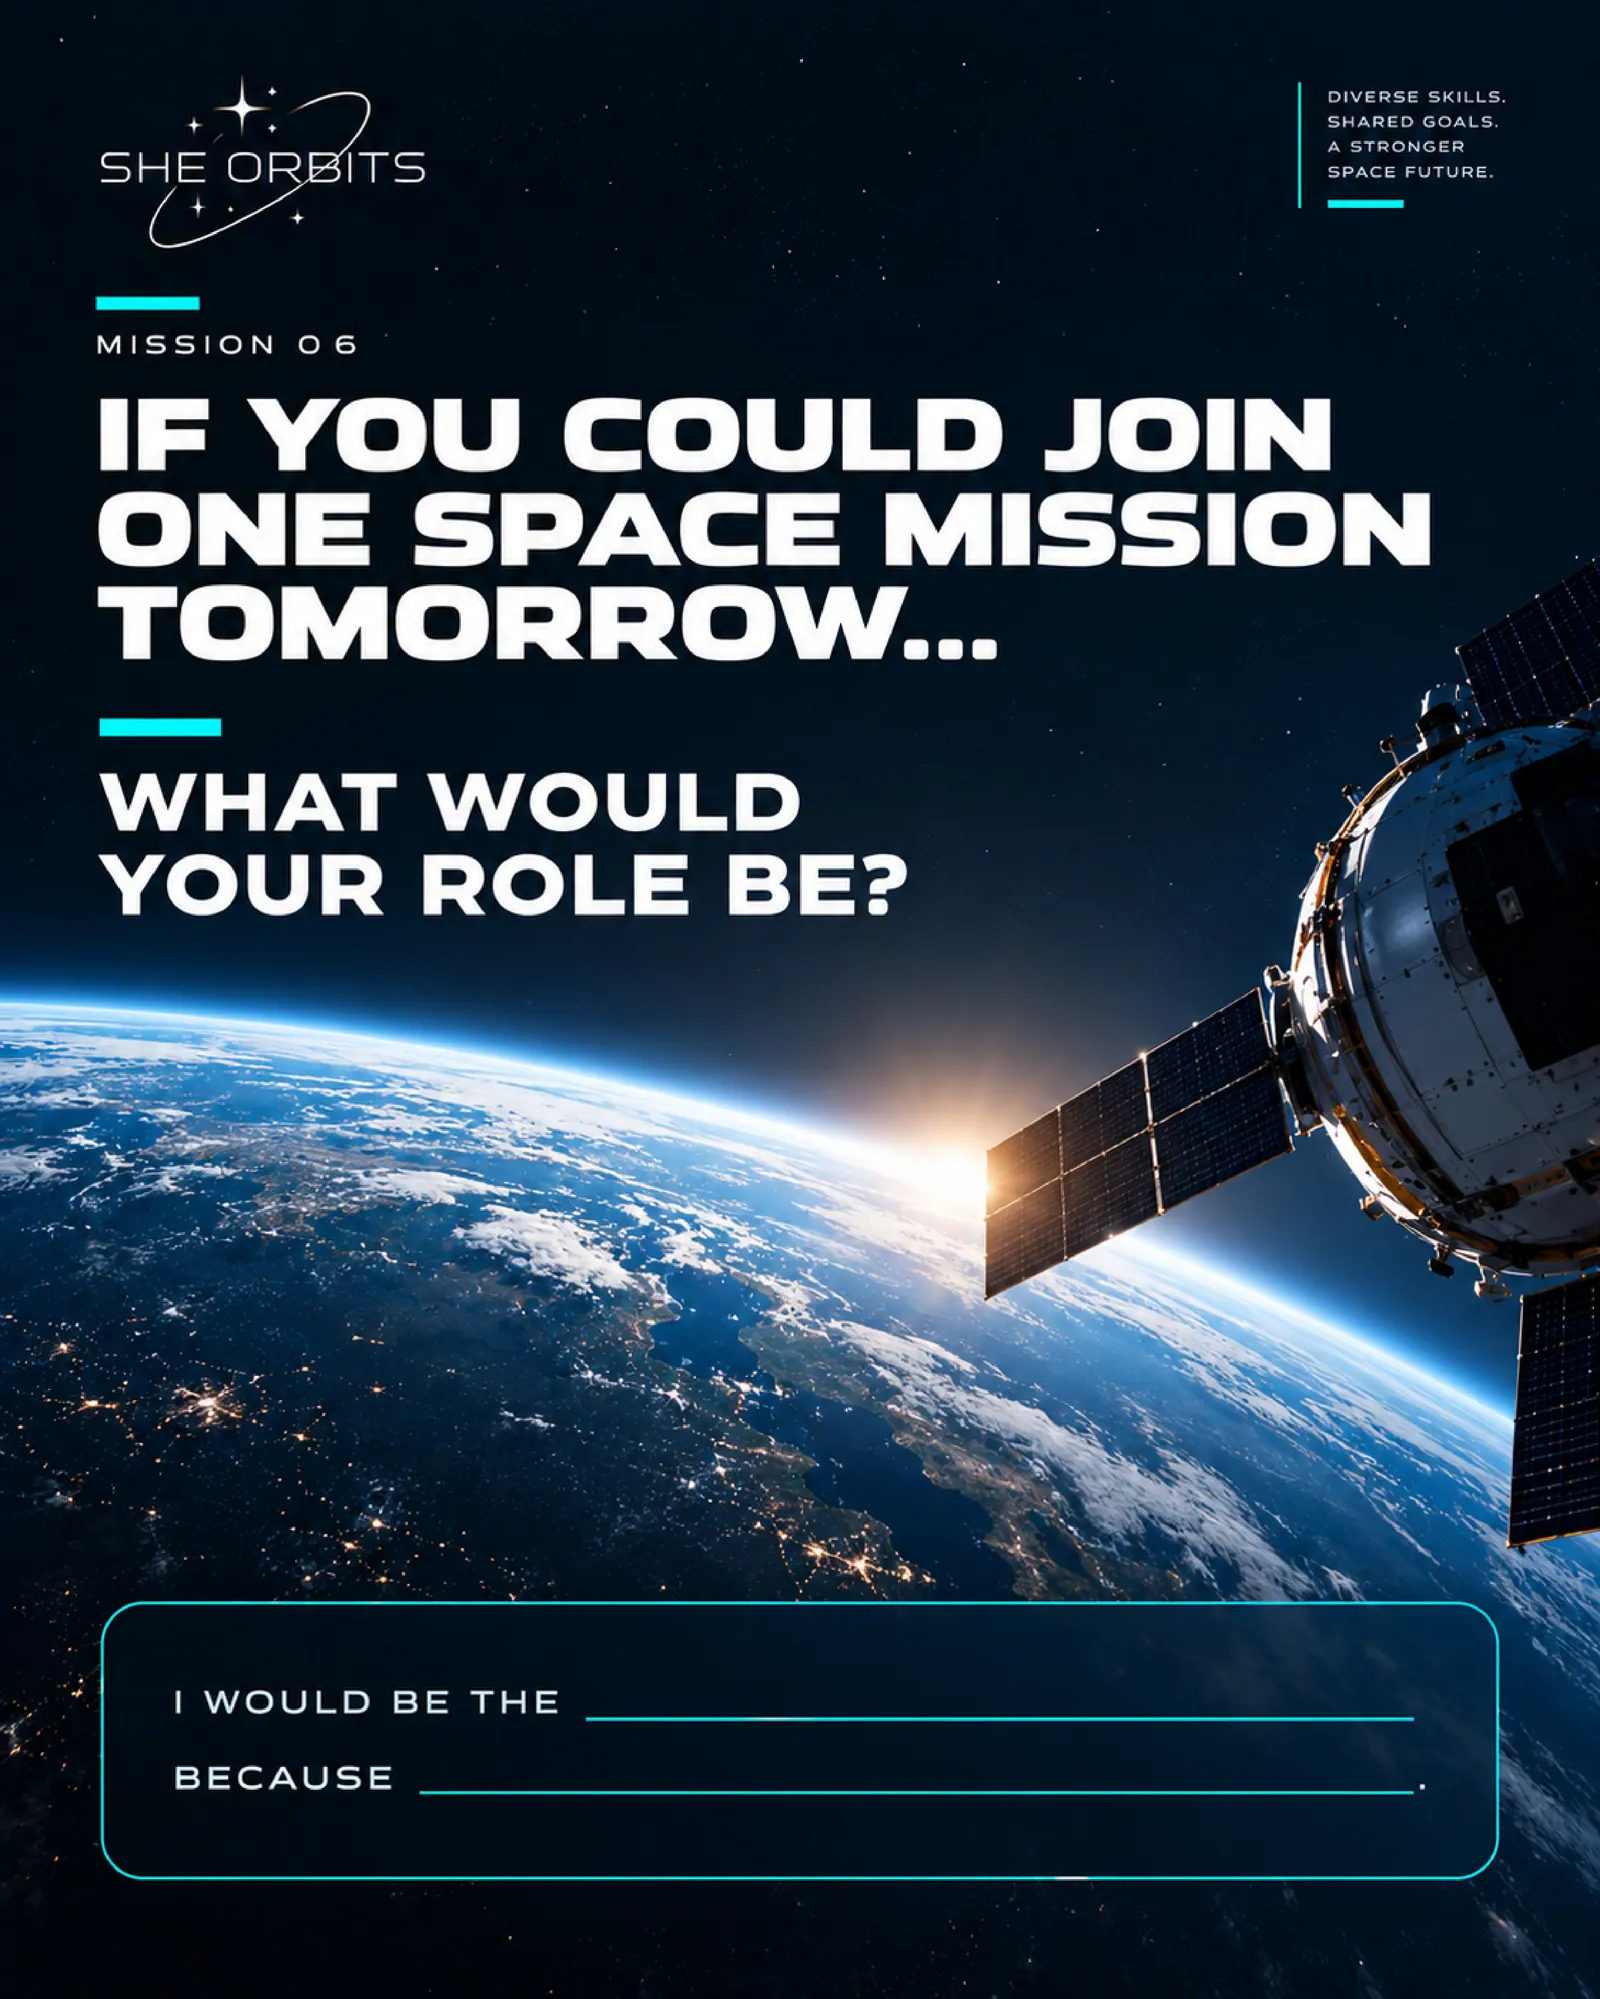 SHE ORBITS
DIVERSE SKILLS.
SHARED GOALS.
A STRONGER
SPACE FUTURE.
MISSION 06
IF YOU COULD JOIN
ONE SPACE MISSION
TOMORROW...
WHAT WOULD
YOUR ROLE BE?
I WOULD BE THE
BECAUSE .